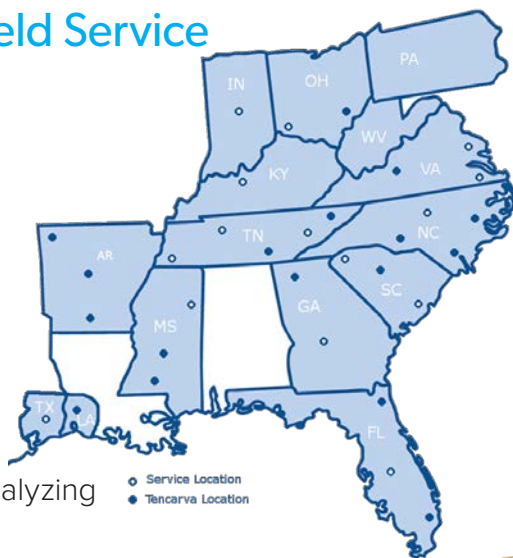 eld Service
PA
IN
OH
WV
KY
VA
TN
NC
AR
SC
GA
MS
TX
LA
FL
alyzing
Service Location
Tencarva Location